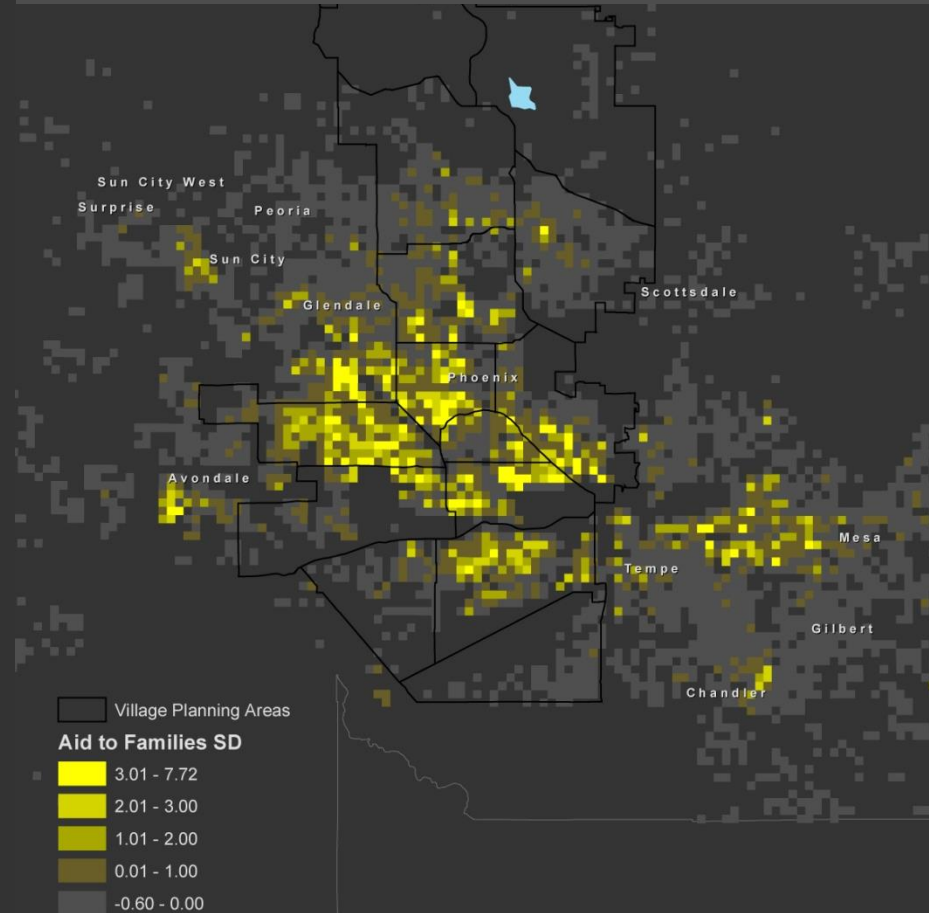 Sun City West
Surprise
Peoria
Sun City
Scottsdale
Glendale
Phoenix
Avondale
Mesa
Tempe
Gilbert
Chandler
Village Planning Areas
Aid to Families SD
3.01 - 7.72
2.01 - 3.00
1.01 - 2.00
0.01 - 1.00
-0.60 - 0.00